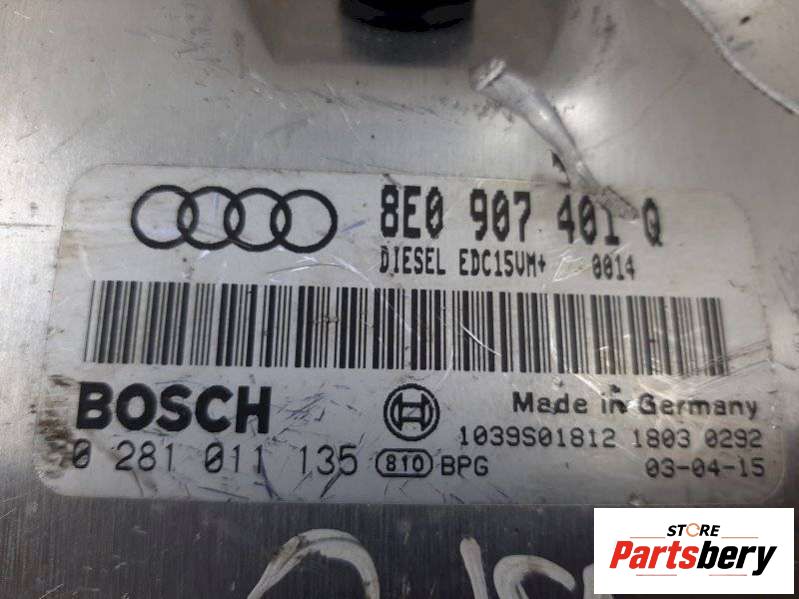 8E0 907 401 Q
DIESEL EDC15VM+ 0014
BOSCH
Made in Germany
1039S01812 1803 0292
0 281 011 135 810 BPG 03-04-15
STORE
Partsbery